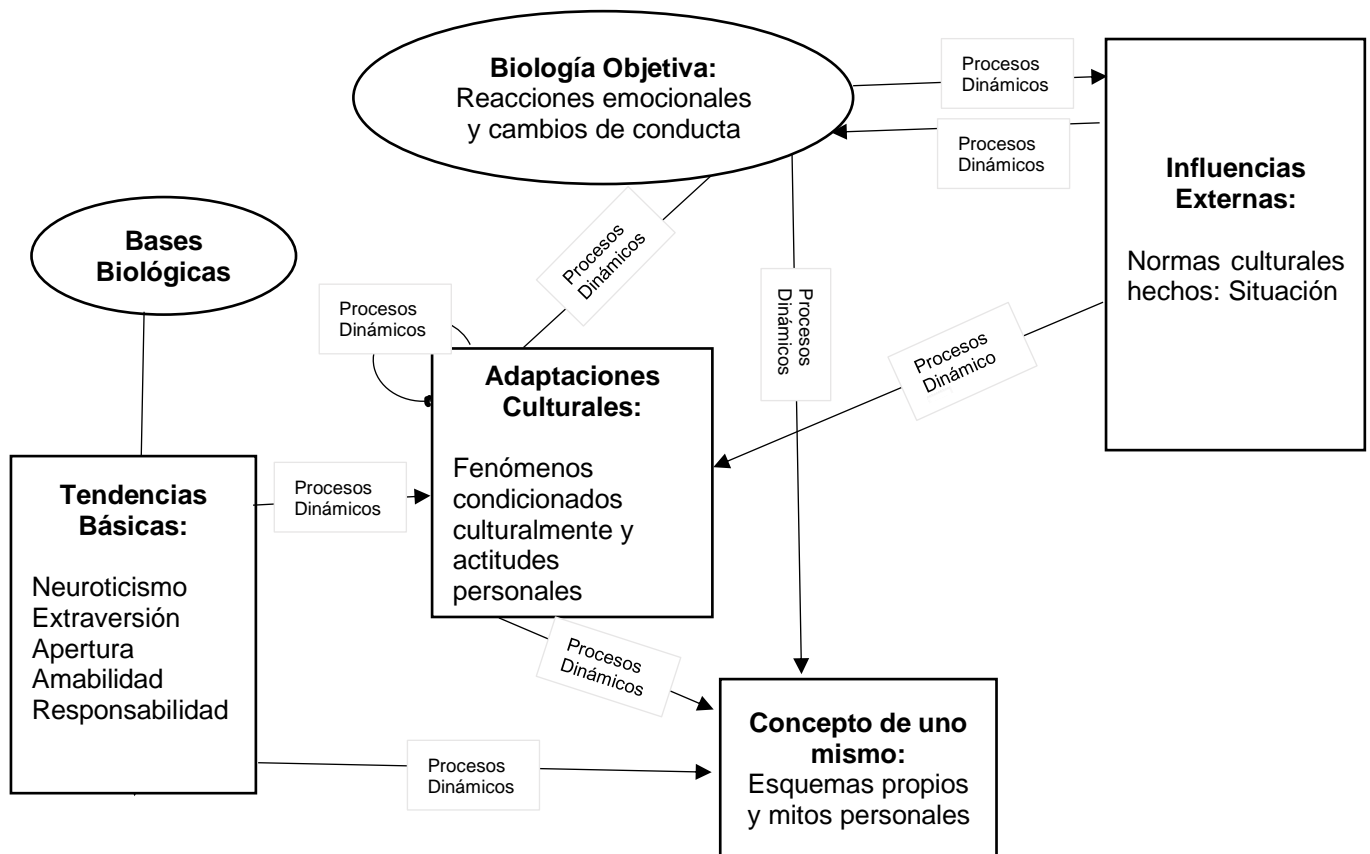 Biología Objetiva:
Reacciones emocionales
y cambios de conducta
Procesos
Dinámicos
Procesos
Dinámicos
Influencias
Externas:
Normas culturales
hechos: Situación
Bases
Biológicas
Procesos
Dinámicos
Procesos
Dinámicos
Procesos
Dinámicos
Procesos
Dinámico
Adaptaciones
Culturales:
Fenómenos
condicionados
culturalmente y
actitudes
personales
Tendencias
Básicas:
Neuroticismo
Extraversión
Apertura
Amabilidad
Responsabilidad
Procesos
Dinámicos
Procesos
Dinámicos
Procesos
Dinámicos
Concepto de uno
mismo:
Esquemas propios
y mitos personales